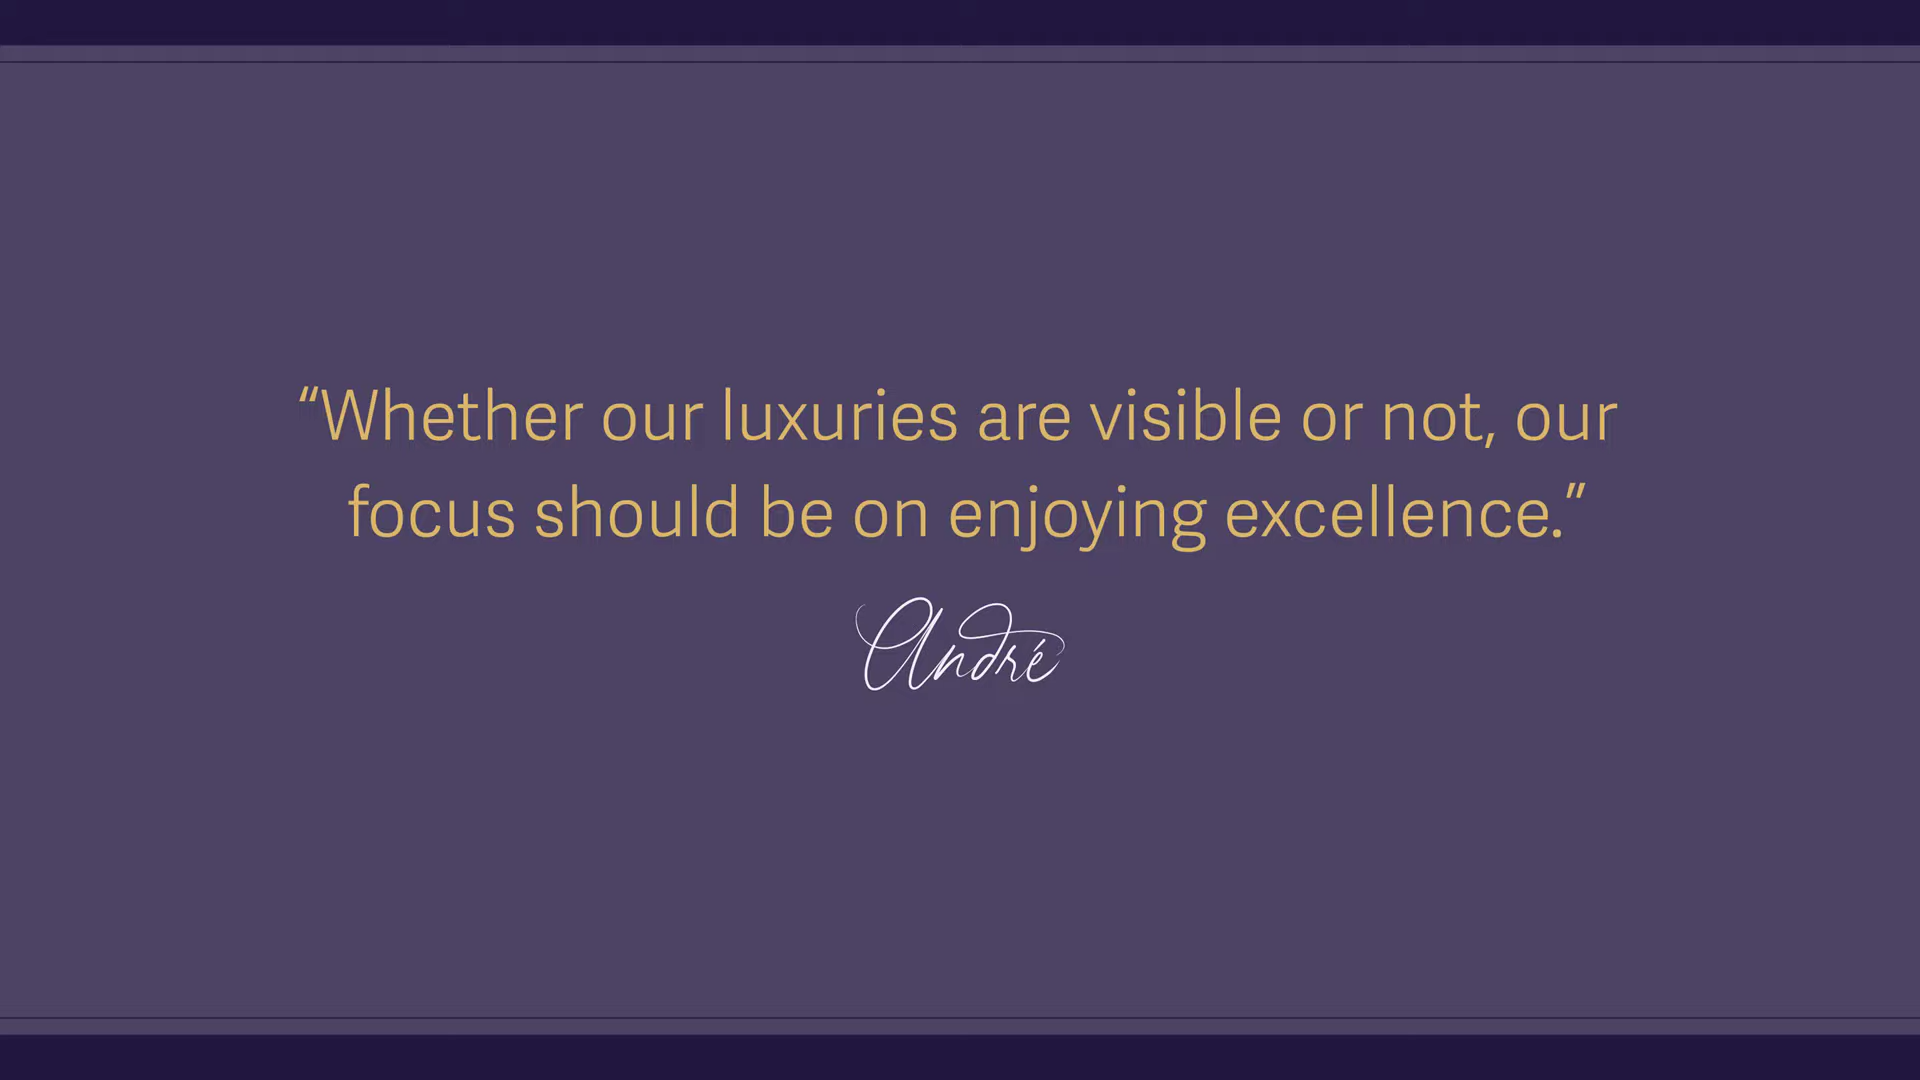 “Whether our luxuries are visible or not, our
focus should be on enjoying excellence.”
André